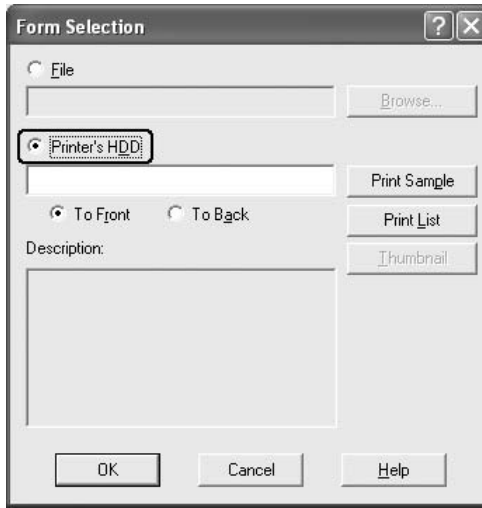 Form Selection
File
Browse...
Printer's HDD
Print Sample
To Front To Back
Print List
Description:
Thumbnail
OK Cancel Help